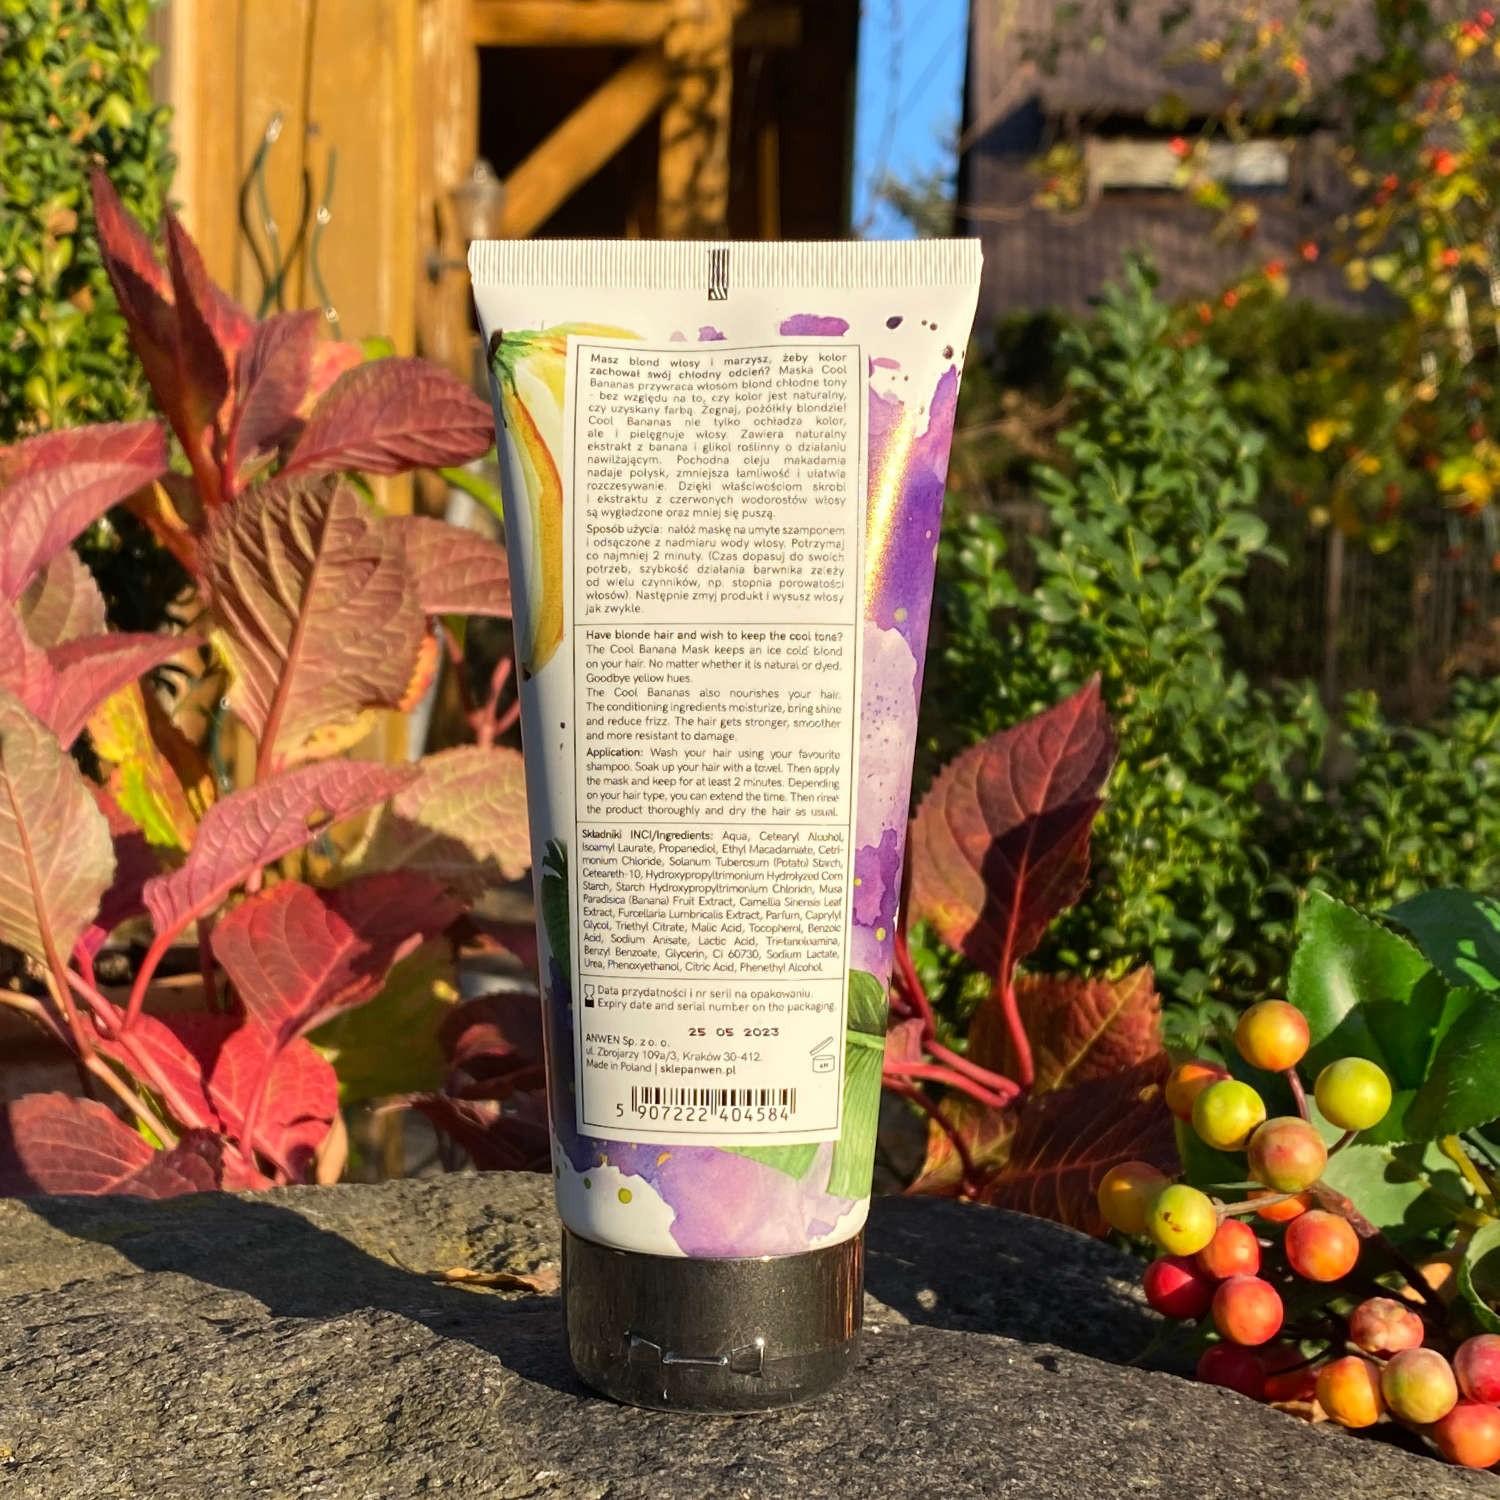 Masz blond włosy i marzysz, żeby kolor
zachował swój chłodny odcień? Maska Cool
Bananas przywraca włosom blond chłodne tony
- bez względu na to, czy kolor jest naturalny,
czy uzyskany farbą. Żegnaj, pożółkły blondzie!
Cool Bananas nie tylko ochładza kolor,
ale i pielęgnuje włosy. Zawiera naturalny
ekstrakt z banana i glikol roślinny o działaniu
nawilżającym. Pochodna oleju makadamia
nadaje połysk, zmniejsza łamliwość i ułatwia
rozczesywanie. Dzięki właściwościom skrobi
i ekstraktu z czerwonych wodorostów włosy
są wygładzone oraz mniej się puszą.
Sposób użycia: nałóż maskę na umyte szamponem
i odsączone z nadmiaru wody włosy. Potrzymaj
co najmniej 2 minuty. (Czas dopasuj do swoich
potrzeb, szybkość działania barwnika zależy
od wielu czynników, np. stopnia porowatości
włosów). Następnie zmyj produkt i wysusz włosy
jak zwykle.
Have blonde hair and wish to keep the cool tone?
The Cool Banana Mask keeps an ice cold blond
on your hair. No matter whether it is natural or dyed.
Goodbye yellow hues.
The Cool Bananas also nourishes your hair.
The conditioning ingredients moisturize, bring shine
and reduce frizz. The hair gets stronger, smoother
and more resistant to damage.
Application: Wash your hair using your favourite
shampoo. Soak up your hair with a towel. Then apply
the mask and keep for at least 2 minutes. Depending
on your hair type, you can extend the time. Then rinse
the product thoroughly and dry the hair as usual.
Składniki INCI/Ingredients: Aqua, Cetearyl Alcohol,
Isoamyl Laurate, Propanediol, Ethyl Macadamiate, Cetri-
monium Chloride, Solanum Tuberosum (Potato) Starch,
Ceteareth-10, Hydroxypropyltrimonium Hydrolyzed Corn
Starch, Starch Hydroxypropyltrimonium Chloride, Musa
Paradisica (Banana) Fruit Extract, Camellia Sinensis Leaf
Extract, Furcellaria Lumbricalis Extract, Parfum, Caprylyl
Glycol, Triethyl Citrate, Malic Acid, Tocopherol, Benzoic
Acid, Sodium Anisate, Lactic Acid, Trietanoloamina,
Benzyl Benzoate, Glycerin, CI 60730, Sodium Lactate,
Urea, Phenoxyethanol, Citric Acid, Phenethyl Alcohol.
Data przydatności i nr serii na opakowaniu.
Expiry date and serial number on the packaging.
25 05 2023
ANWEN Sp. z o. o.
ul. Zbrojarzy 109a/3, Kraków 30-412.
Made in Poland | sklepanwen.pl
5 907222 404584